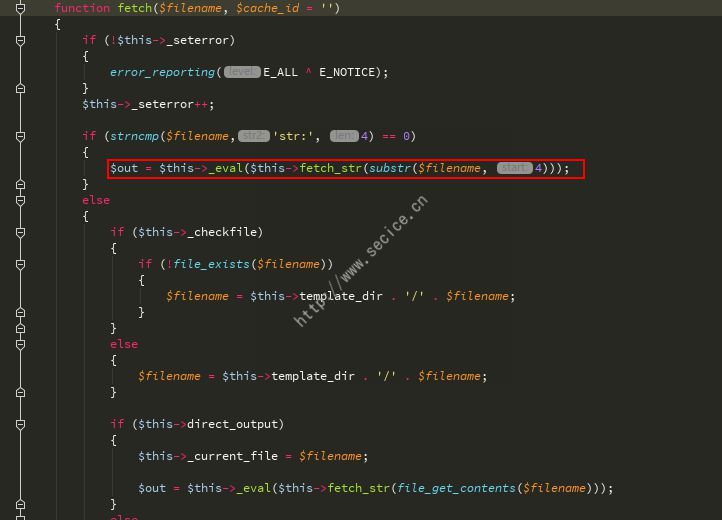 function fetch($filename, $cache_id = '')
{
if (!$this->_seterror)
{
error_reporting( level: E_ALL ^ E_NOTICE);
}
$this->_seterror++;
if (strncmp($filename, str2: 'str:', len: 4) == 0)
{
$out = $this->_eval($this->fetch_str(substr($filename, start: 4)));
}
else
{
if ($this->_checkfile)
{
if (!file_exists($filename))
{
$filename = $this->template_dir . '/' . $filename;
}
}
else
{
$filename = $this->template_dir . '/' . $filename;
}
if ($this->direct_output)
{
$this->_current_file = $filename;
$out = $this->_eval($this->fetch_str(file_get_contents($filename)));
}
else
http://www.secice.cn